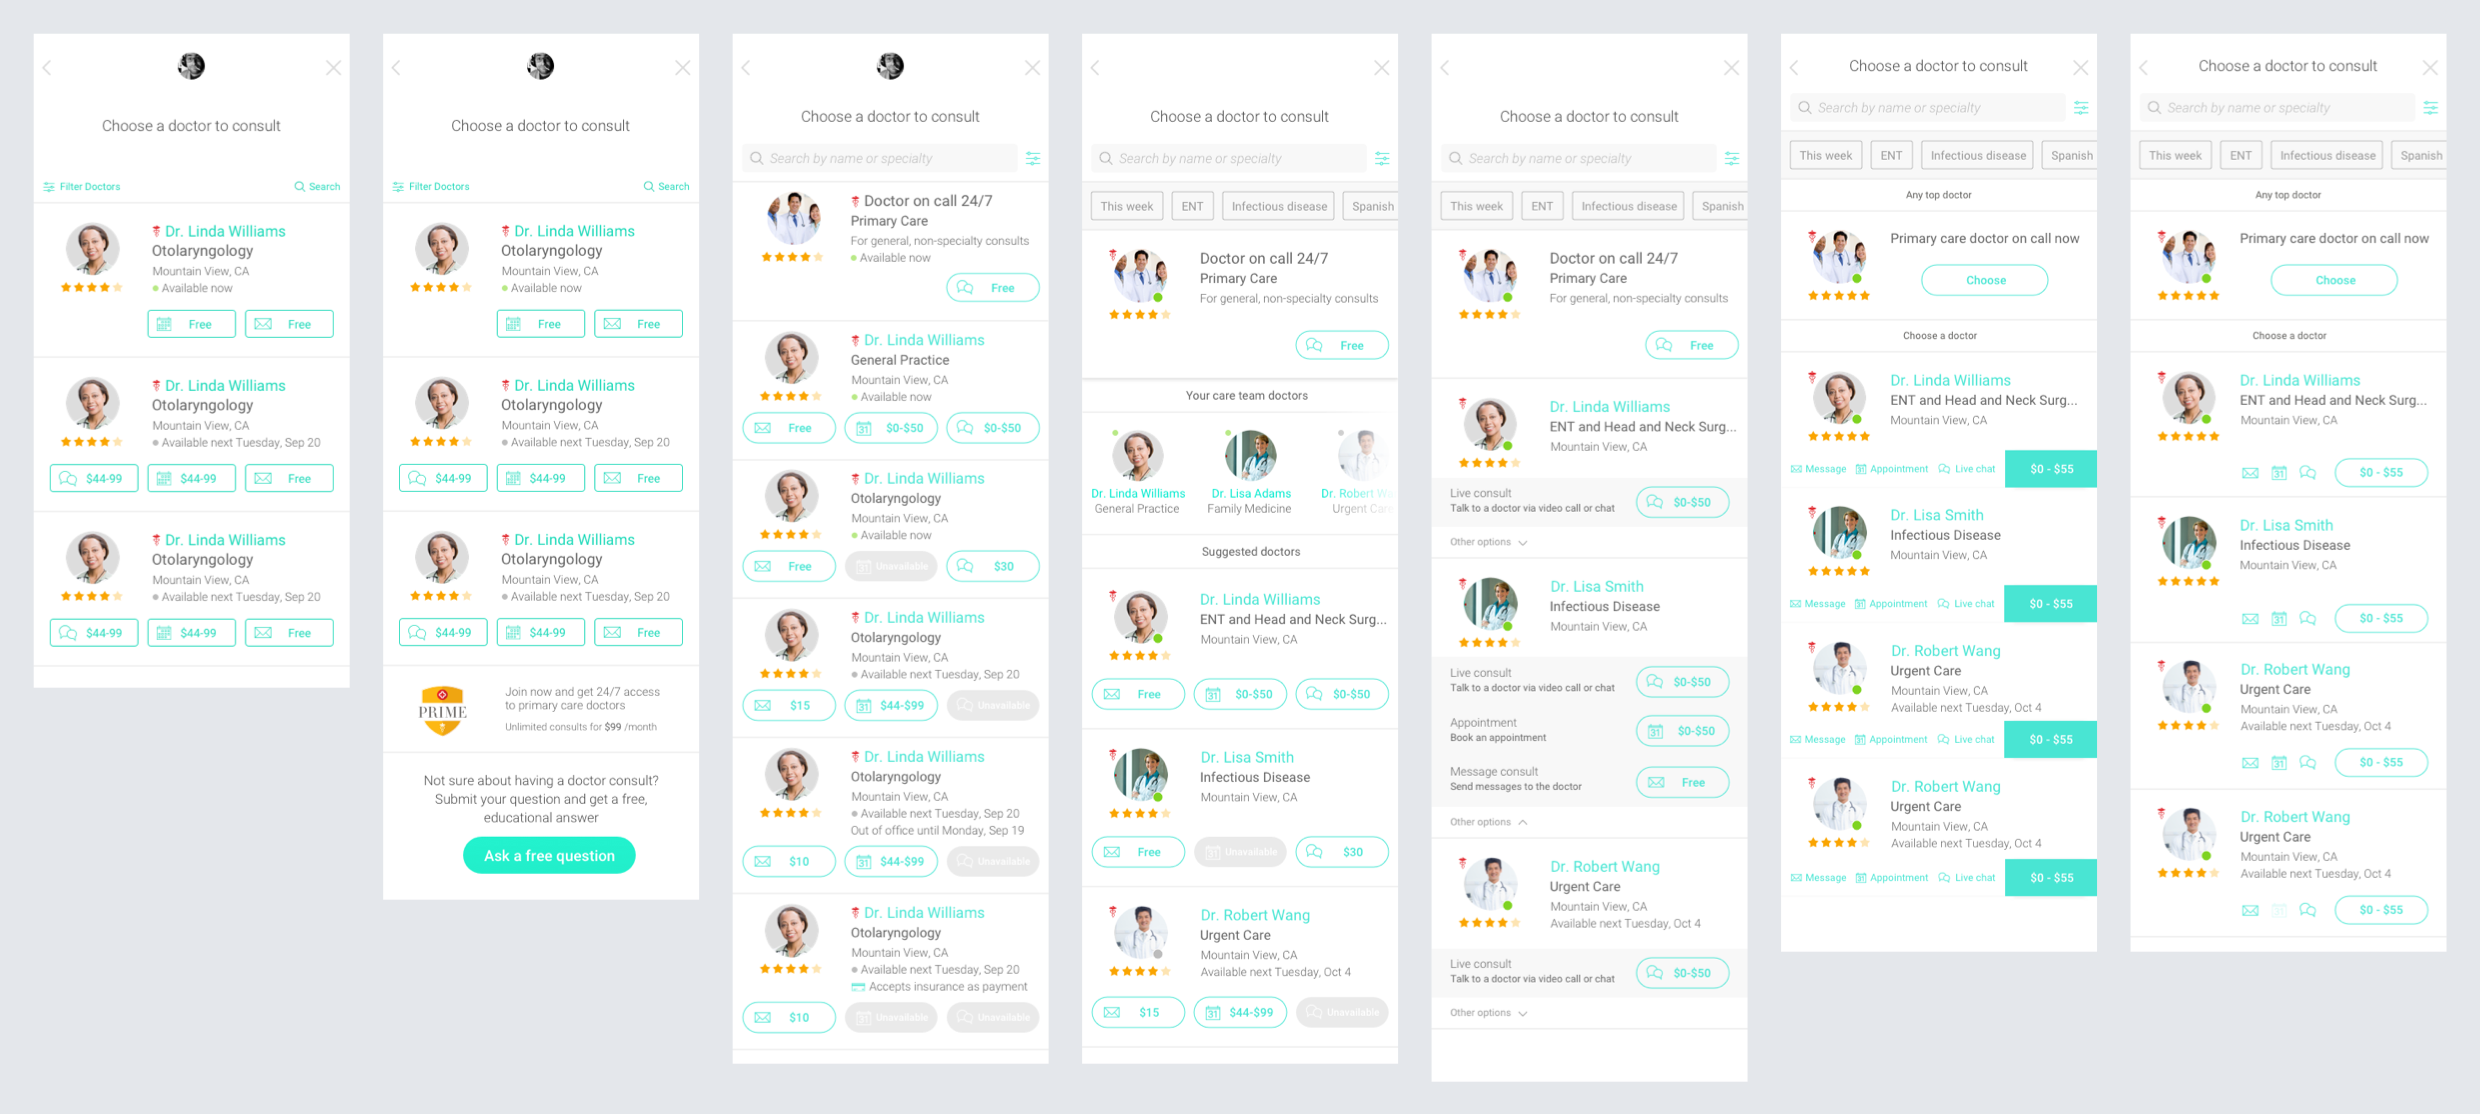 Choose a doctor to consult
Filter Doctors
Search
Dr. Linda Williams
Otolaryngology
Mountain View, CA
Available now
Free
Free
Dr. Linda Williams
Otolaryngology
Mountain View, CA
Available next Tuesday, Sep 20
$44-99
$44-99
Free
Dr. Linda Williams
Otolaryngology
Mountain View, CA
Available next Tuesday, Sep 20
$44-99
$44-99
Free
Choose a doctor to consult
Filter Doctors
Search
Dr. Linda Williams
Otolaryngology
Mountain View, CA
Available now
Free
Free
Dr. Linda Williams
Otolaryngology
Mountain View, CA
Available next Tuesday, Sep 20
$44-99
$44-99
Free
Dr. Linda Williams
Otolaryngology
Mountain View, CA
Available next Tuesday, Sep 20
$44-99
$44-99
Free
PRIME
Join now and get 24/7 access
to primary care doctors
Unlimited consults for $99 /month
Not sure about having a doctor consult?
Submit your question and get a free,
educational answer
Ask a free question
Choose a doctor to consult
Search by name or specialty
Doctor on call 24/7
Primary Care
For general, non-specialty consults
Available now
Free
Dr. Linda Williams
General Practice
Mountain View, CA
Available now
Free
31
$0-$50
$0-$50
Dr. Linda Williams
Otolaryngology
Mountain View, CA
Available now
Free
31
Unavailable
$30
Dr. Linda Williams
Otolaryngology
Mountain View, CA
Available next Tuesday, Sep 20
$15
31
$44-$99
Unavailable
Dr. Linda Williams
Otolaryngology
Mountain View, CA
Available next Tuesday, Sep 20
Out of office until Monday, Sep 19
$10
31
$44-$99
Unavailable
Dr. Linda Williams
Otolaryngology
Mountain View, CA
Available next Tuesday, Sep 20
Accepts insurance as payment
$10
31
Unavailable
Unavailable
Choose a doctor to consult
Search by name or specialty
This week
ENT
Infectious disease
Spanish
Doctor on call 24/7
Primary Care
For general, non-specialty consults
Free
Your care team doctors
Dr. Linda Williams
General Practice
Dr. Lisa Adams
Family Medicine
Dr. Robert Wa
Urgent Care
Suggested doctors
Dr. Linda Williams
ENT and Head and Neck Surg...
Mountain View, CA
Free
31
$0-$50
$0-$50
Dr. Lisa Smith
Infectious Disease
Mountain View, CA
Free
31
Unavailable
$30
Dr. Robert Wang
Urgent Care
Mountain View, CA
Available next Tuesday, Oct 4
$15
31
$44-$99
Unavailable
Choose a doctor to consult
Search by name or specialty
This week
ENT
Infectious disease
Spanish
Doctor on call 24/7
Primary Care
For general, non-specialty consults
Free
Dr. Linda Williams
ENT and Head and Neck Surg...
Mountain View, CA
Live consult
Talk to a doctor via video call or chat
$0-$50
Other options
Dr. Lisa Smith
Infectious Disease
Mountain View, CA
Live consult
Talk to a doctor via video call or chat
$0-$50
Appointment
Book an appointment
31
$0-$50
Message consult
Send messages to the doctor
Free
Other options
Dr. Robert Wang
Urgent Care
Mountain View, CA
Available next Tuesday, Oct 4
Live consult
Talk to a doctor via video call or chat
$0-$50
Other options
Choose a doctor to consult
Search by name or specialty
This week
ENT
Infectious disease
Spanish
Any top doctor
Primary care doctor on call now
Choose
Choose a doctor
Dr. Linda Williams
ENT and Head and Neck Surg...
Mountain View, CA
Message
31
Appointment
Live chat
$0 - $55
Dr. Lisa Smith
Infectious Disease
Mountain View, CA
Message
31
Appointment
Live chat
$0 - $55
Dr. Robert Wang
Urgent Care
Mountain View, CA
Available next Tuesday, Oct 4
Message
31
Appointment
Live chat
$0 - $55
Dr. Robert Wang
Urgent Care
Mountain View, CA
Available next Tuesday, Oct 4
Message
31
Appointment
Live chat
$0 - $55
Choose a doctor to consult
Search by name or specialty
This week
ENT
Infectious disease
Spanish
Any top doctor
Primary care doctor on call now
Choose
Choose a doctor
Dr. Linda Williams
ENT and Head and Neck Surg...
Mountain View, CA
31
$0 - $55
Dr. Lisa Smith
Infectious Disease
Mountain View, CA
31
$0 - $55
Dr. Robert Wang
Urgent Care
Mountain View, CA
Available next Tuesday, Oct 4
31
$0 - $55
Dr. Robert Wang
Urgent Care
Mountain View, CA
Available next Tuesday, Oct 4
31
$0 - $55